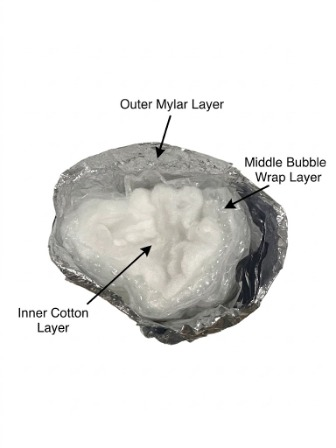 Outer Mylar Layer
Middle Bubble
Wrap Layer
Inner Cotton
Layer